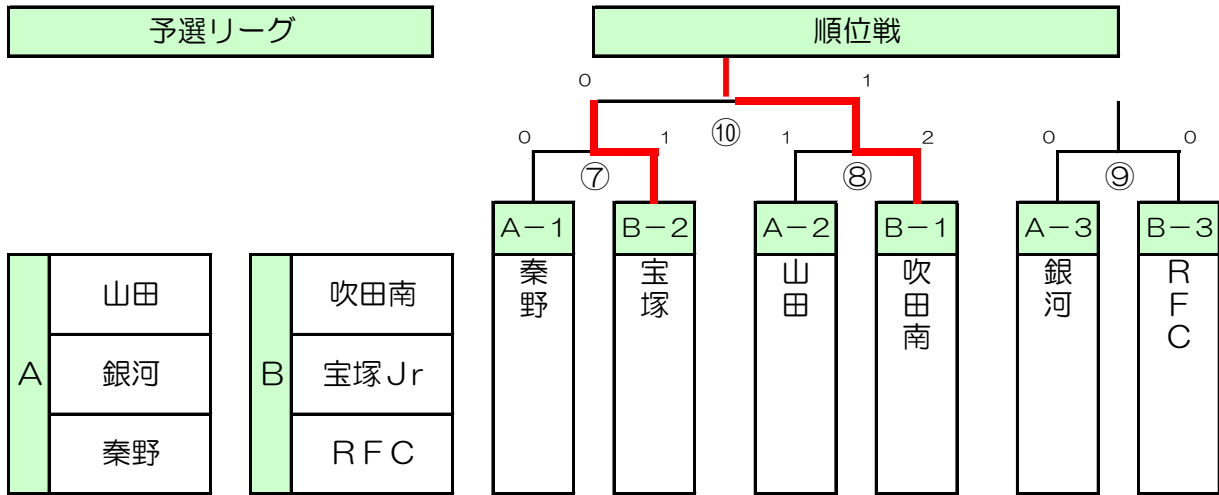 予選リーグ
順位戦
0 1
0 1 ⑩ 1 2 0 0
⑦ ⑧ ⑨
A－1 B－2 A－2 B－1 A－3 B－3
秦野
宝塚
山田
吹田南
銀河
RFC
A
山田
銀河
秦野
B
吹田南
宝塚Jr
RFC